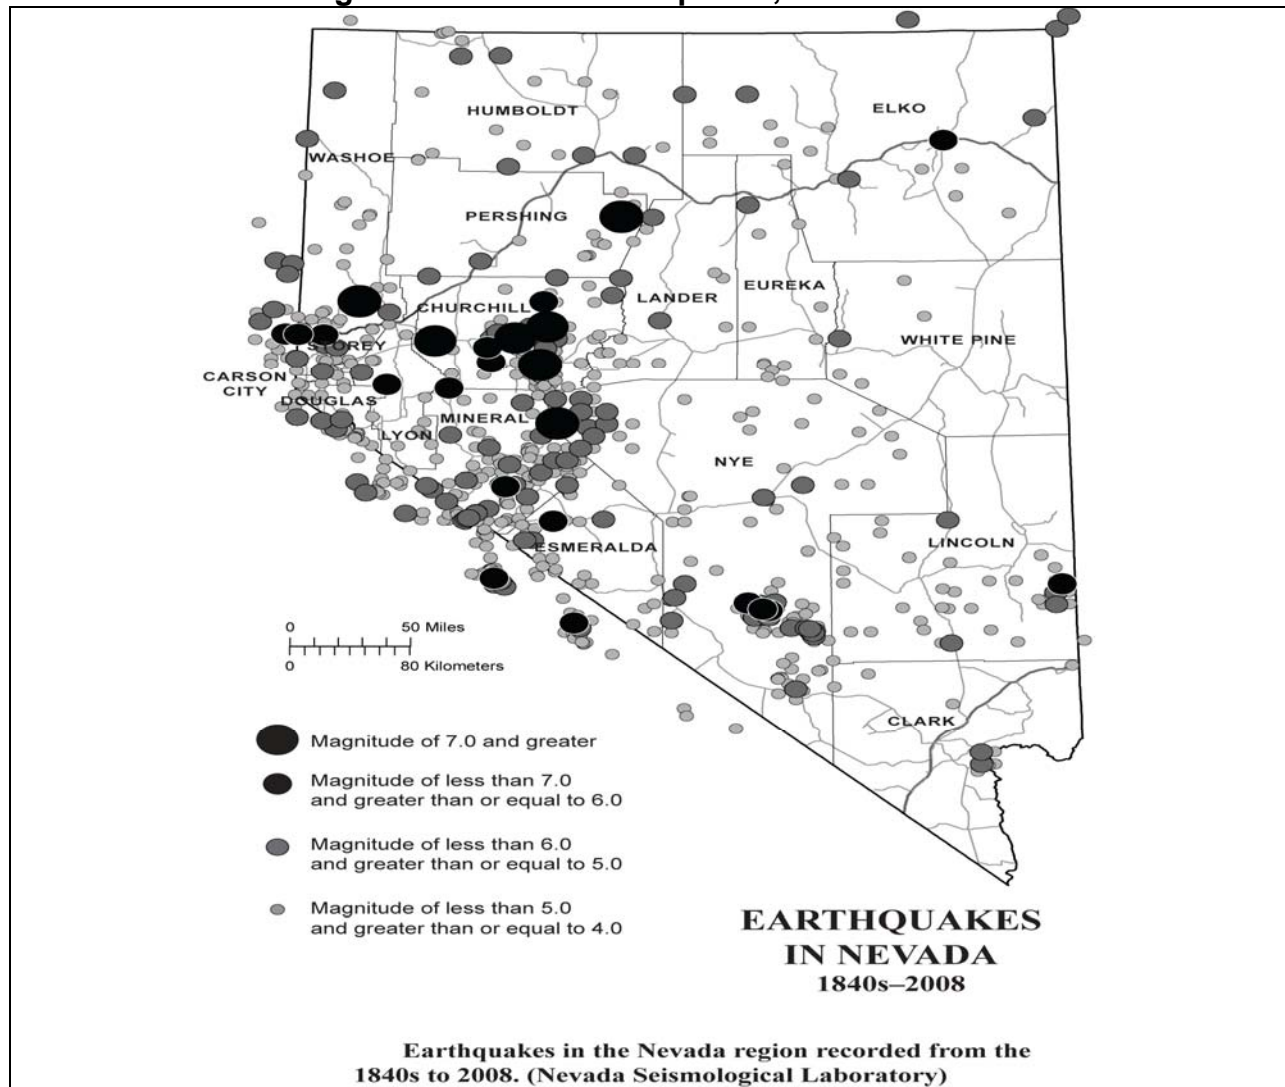 HUMBOLDT
ELKO
WASHOE
PERSHING
CHURCHILL
LANDER
EUREKA
WHITE PINE
STOREY
CARSON
CITY
DOUGLAS
LYON
MINERAL
NYE
ESMERALDA
LINCOLN
CLARK
0 50 Miles
0 80 Kilometers
Magnitude of 7.0 and greater
Magnitude of less than 7.0
and greater than or equal to 6.0
Magnitude of less than 6.0
and greater than or equal to 5.0
Magnitude of less than 5.0
and greater than or equal to 4.0
EARTHQUAKES
IN NEVADA
1840s–2008
Earthquakes in the Nevada region recorded from the
1840s to 2008. (Nevada Seismological Laboratory)